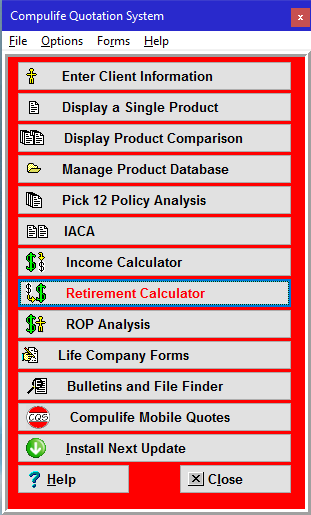 Compulife Quotation System x
File Options Forms Help
Enter Client Information
Display a Single Product
Display Product Comparison
Manage Product Database
Pick 12 Policy Analysis
IACA
Income Calculator
Retirement Calculator
ROP Analysis
Life Company Forms
Bulletins and File Finder
CQS Compulife Mobile Quotes
Install Next Update
? Help Close